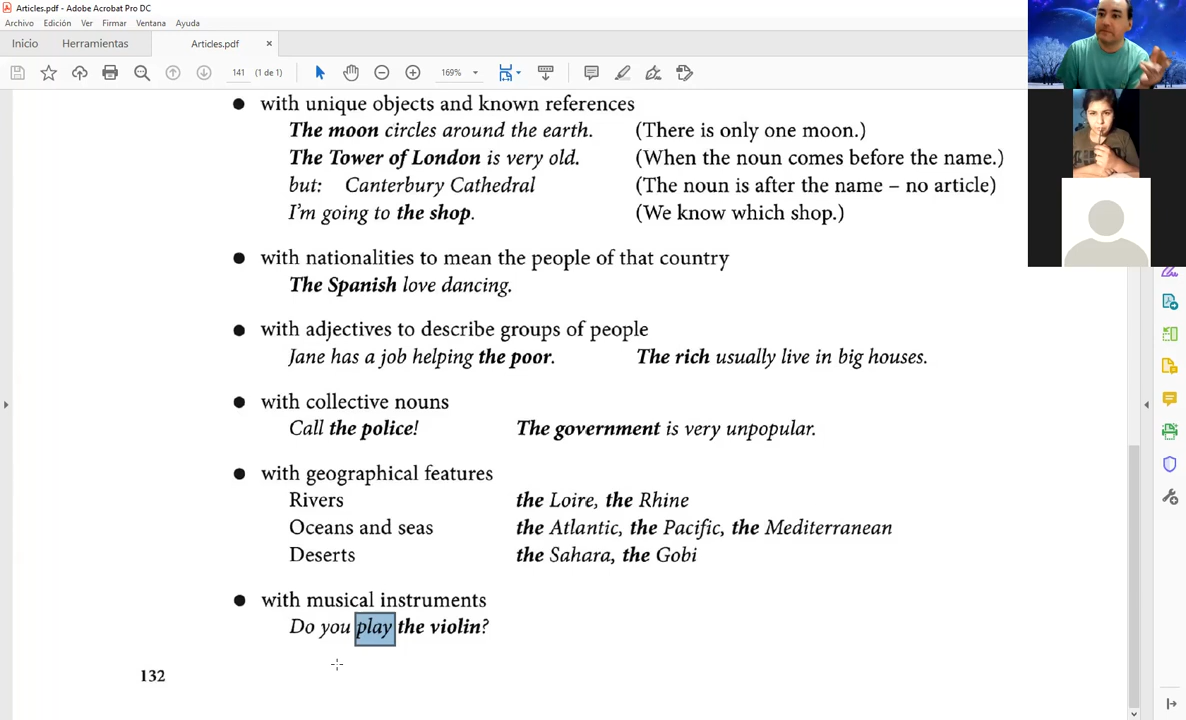 Articles.pdf - Adobe Acrobat Pro DC
Archivo Edición Ver Firmar Ventana Ayuda
Inicio Herramientas Articles.pdf ×
141 (1 de 1) 169%
● with unique objects and known references
The moon circles around the earth. (There is only one moon.)
The Tower of London is very old. (When the noun comes before the name.)
but: Canterbury Cathedral (The noun is after the name – no article)
I'm going to the shop. (We know which shop.)
● with nationalities to mean the people of that country
The Spanish love dancing.
● with adjectives to describe groups of people
Jane has a job helping the poor. The rich usually live in big houses.
● with collective nouns
Call the police! The government is very unpopular.
● with geographical features
Rivers the Loire, the Rhine
Oceans and seas the Atlantic, the Pacific, the Mediterranean
Deserts the Sahara, the Gobi
● with musical instruments
Do you play the violin?
132